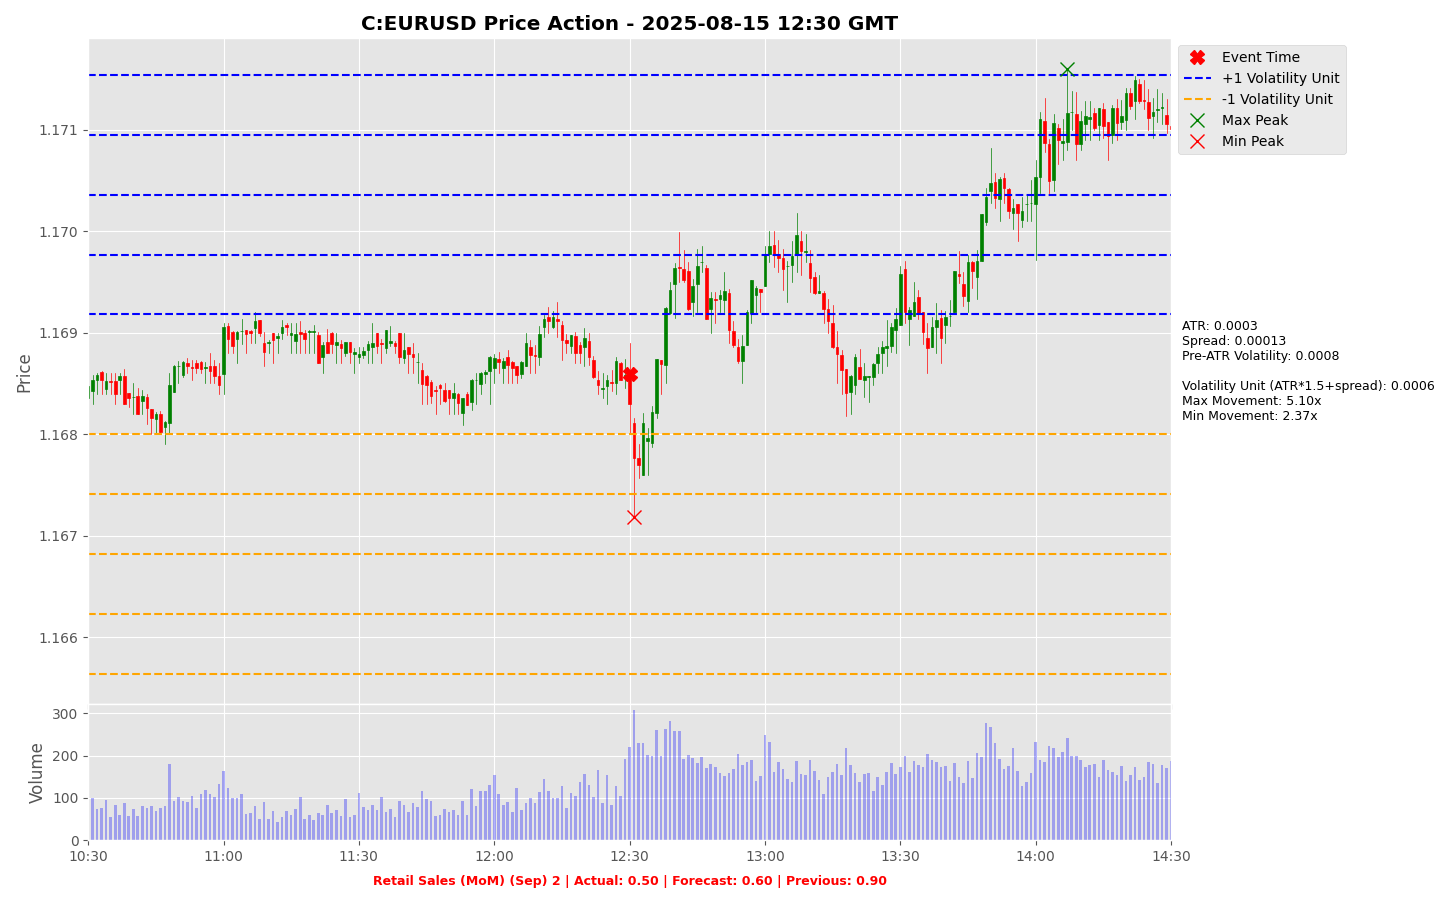 C:EURUSD Price Action - 2025-08-15 12:30 GMT
Event Time
+1 Volatility Unit
-1 Volatility Unit
Max Peak
Min Peak
1.171
1.170
1.169
1.168
1.167
1.166
Price
ATR: 0.0003
Spread: 0.00013
Pre-ATR Volatility: 0.0008
Volatility Unit (ATR*1.5+spread): 0.0006
Max Movement: 5.10x
Min Movement: 2.37x
300
200
100
0
Volume
10:30 11:00 11:30 12:00 12:30 13:00 13:30 14:00 14:30
Retail Sales (MoM) (Sep) 2 | Actual: 0.50 | Forecast: 0.60 | Previous: 0.90